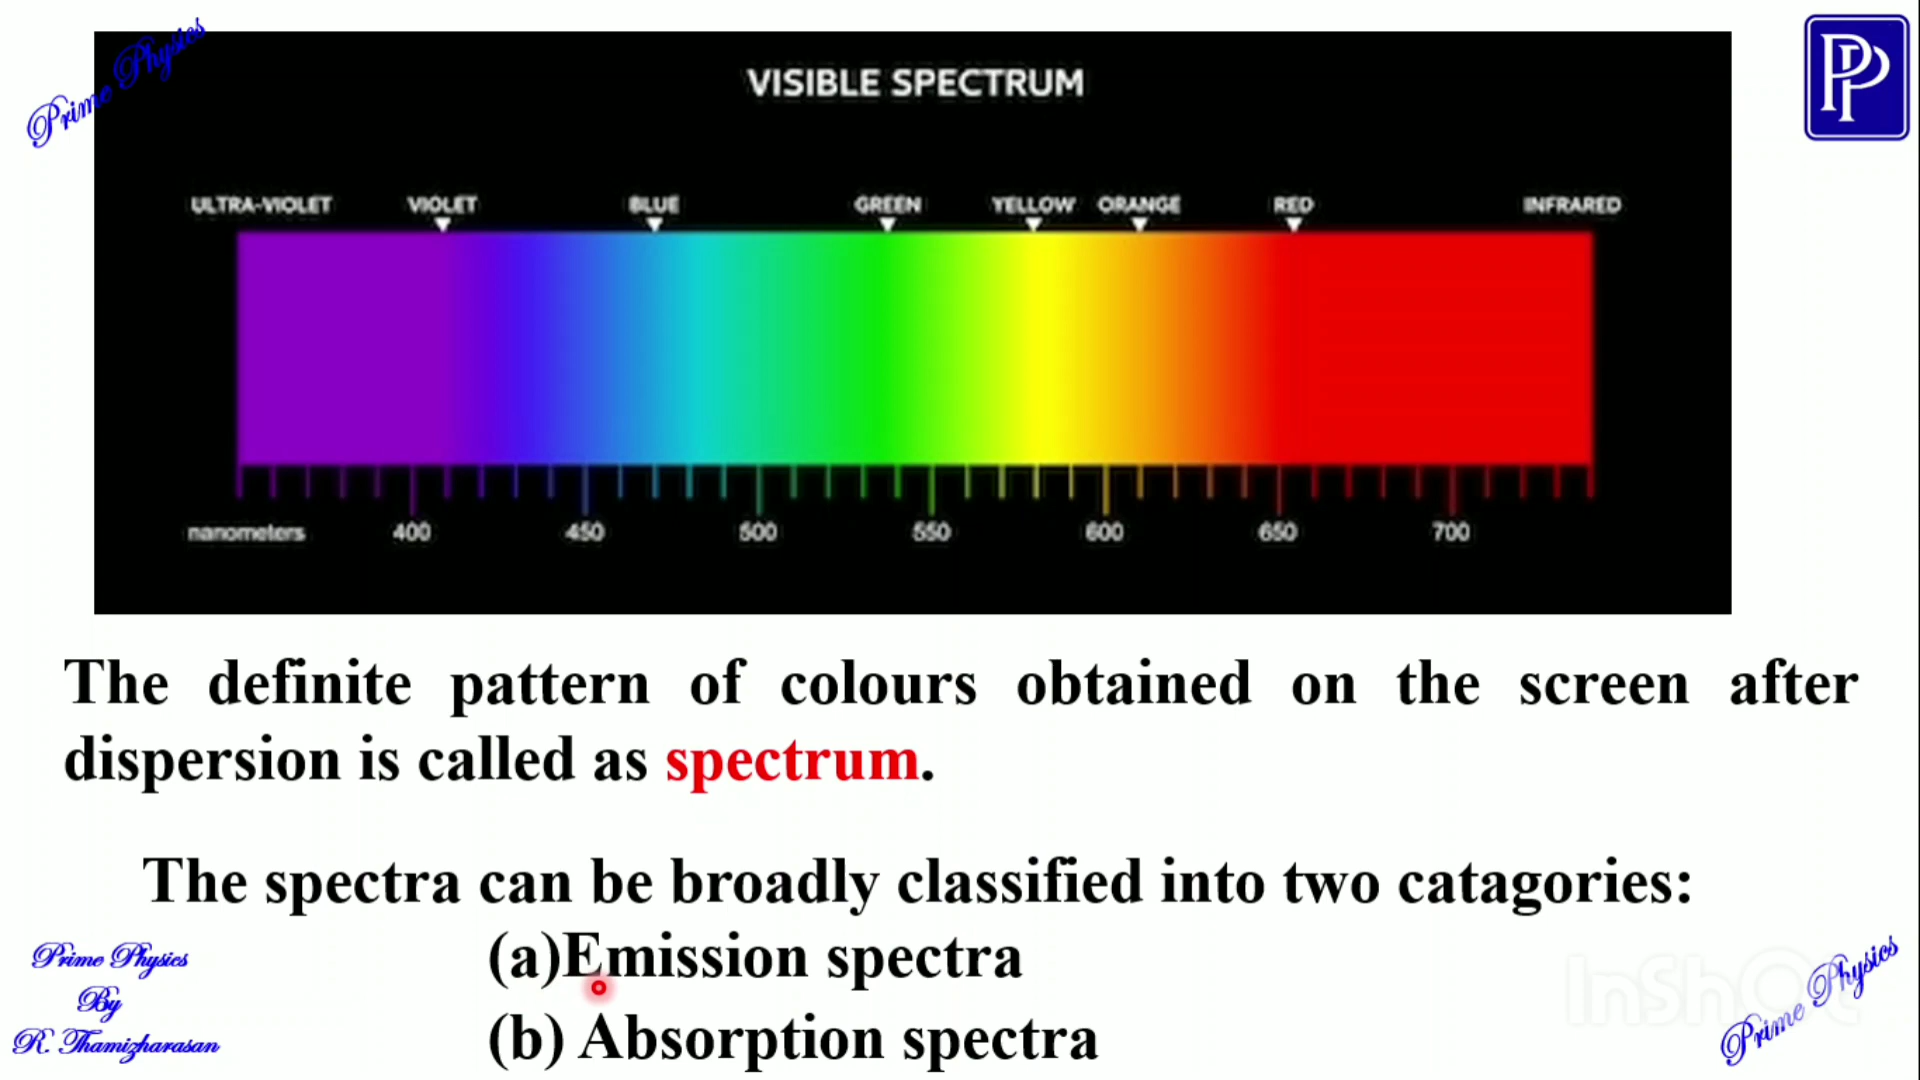 Prime Physics
PP
VISIBLE SPECTRUM
ULTRA-VIOLET VIOLET BLUE GREEN YELLOW ORANGE RED INFRARED
nanometers 400 450 500 550 600 650 700
The definite pattern of colours obtained on the screen after
dispersion is called as spectrum.
The spectra can be broadly classified into two catagories:
(a)Emission spectra
(b) Absorption spectra
Prime Physics
By
R. Thamizharasan
InShOt
Prime Physics